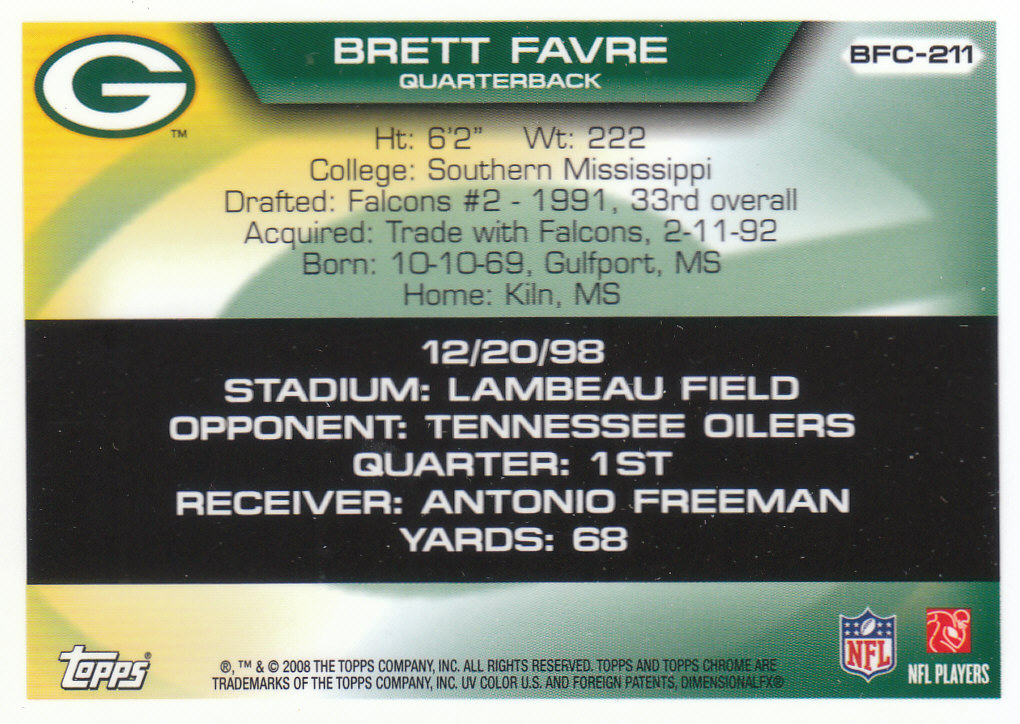 G
™
BRETT FAVRE
QUARTERBACK
BFC-211
Ht: 6'2" Wt: 222
College: Southern Mississippi
Drafted: Falcons #2 - 1991, 33rd overall
Acquired: Trade with Falcons, 2-11-92
Born: 10-10-69, Gulfport, MS
Home: Kiln, MS
12/20/98
STADIUM: LAMBEAU FIELD
OPPONENT: TENNESSEE OILERS
QUARTER: 1ST
RECEIVER: ANTONIO FREEMAN
YARDS: 68
topps®
®, ™ & © 2008 THE TOPPS COMPANY, INC. ALL RIGHTS RESERVED. TOPPS AND TOPPS CHROME ARE
TRADEMARKS OF THE TOPPS COMPANY, INC. UV COLOR U.S. AND FOREIGN PATENTS, DIMENSIONALFX®
NFL
NFL PLAYERS